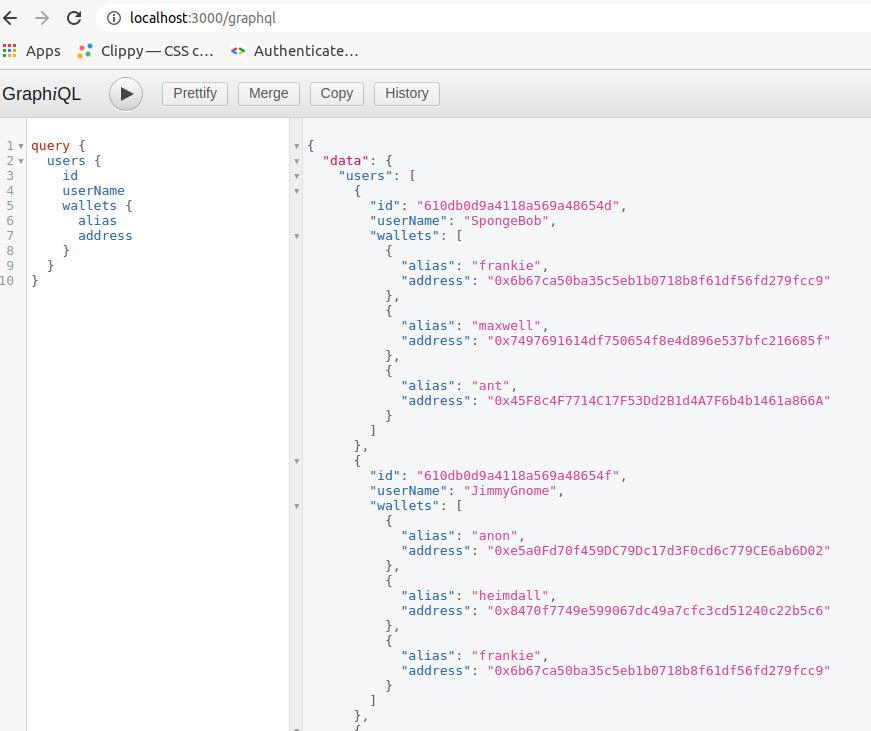 localhost:3000/graphql
Apps Clippy — CSS c... Authenticate...
GraphiQL Prettify Merge Copy History
1 query {
2 users {
3 id
4 userName
5 wallets {
6 alias
7 address
8 }
9 }
10 }
{
"data": {
"users": [
{
"id": "610db0d9a4118a569a48654d",
"userName": "SpongeBob",
"wallets": [
{
"alias": "frankie",
"address": "0x6b67ca50ba35c5eb1b0718b8f61df56fd279fcc9"
},
{
"alias": "maxwell",
"address": "0x7497691614df750654f8e4d896e537bfc216685f"
},
{
"alias": "ant",
"address": "0x45F8c4F7714C17F53Dd2B1d4A7F6b4b1461a866A"
}
]
},
{
"id": "610db0d9a4118a569a48654f",
"userName": "JimmyGnome",
"wallets": [
{
"alias": "anon",
"address": "0xe5a0Fd70f459DC79Dc17d3F0cd6c779CE6ab6D02"
},
{
"alias": "heimdall",
"address": "0x8470f7749e599067dc49a7cfc3cd51240c22b5c6"
},
{
"alias": "frankie",
"address": "0x6b67ca50ba35c5eb1b0718b8f61df56fd279fcc9"
}
]
},
{